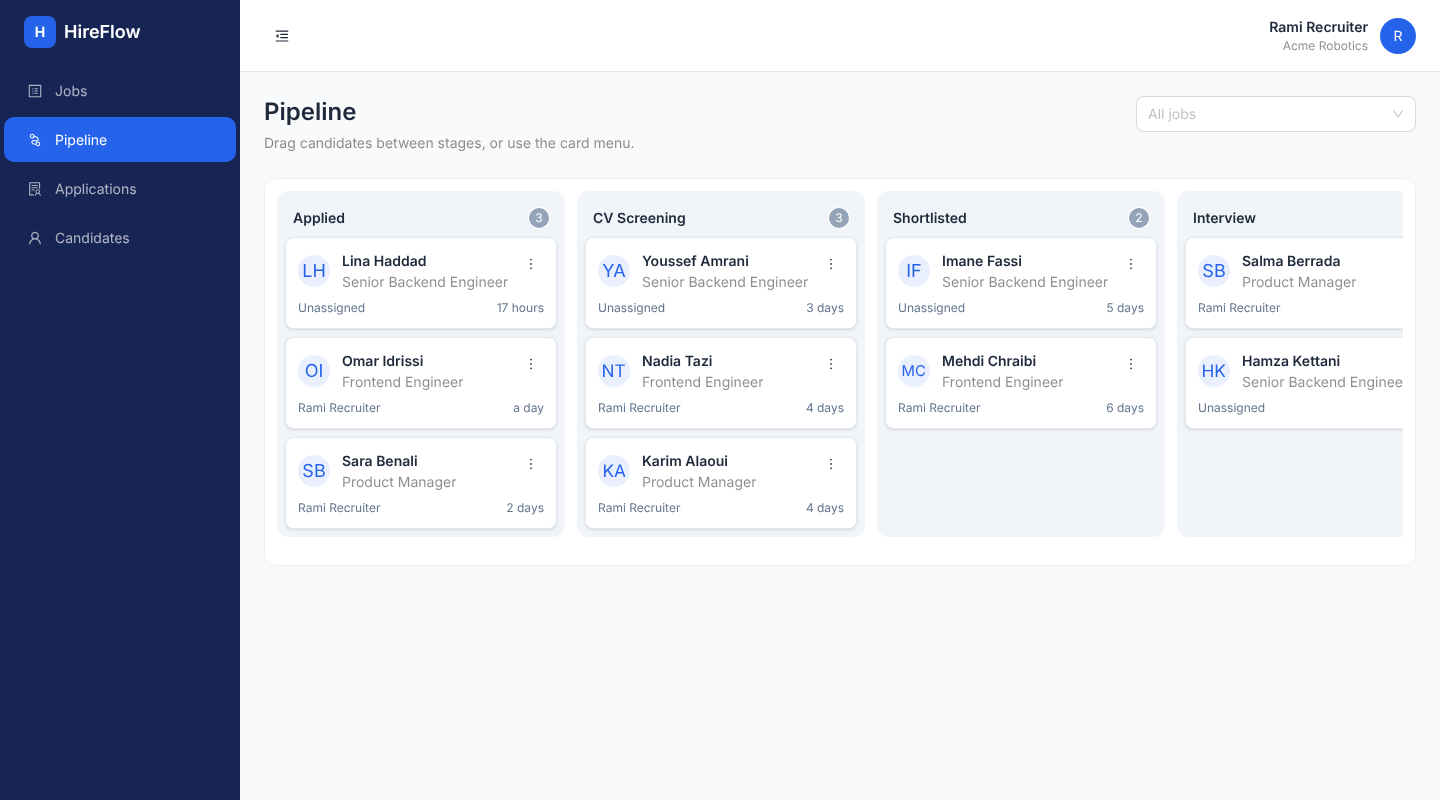 H HireFlow
Jobs
Pipeline
Applications
Candidates
Rami Recruiter
Acme Robotics
R
Pipeline
Drag candidates between stages, or use the card menu.
All jobs
Applied 3
LH Lina Haddad
Senior Backend Engineer
Unassigned 17 hours
OI Omar Idrissi
Frontend Engineer
Rami Recruiter a day
SB Sara Benali
Product Manager
Rami Recruiter 2 days
CV Screening 3
YA Youssef Amrani
Senior Backend Engineer
Unassigned 3 days
NT Nadia Tazi
Frontend Engineer
Rami Recruiter 4 days
KA Karim Alaoui
Product Manager
Rami Recruiter 4 days
Shortlisted 2
IF Imane Fassi
Senior Backend Engineer
Unassigned 5 days
MC Mehdi Chraibi
Frontend Engineer
Rami Recruiter 6 days
Interview
SB Salma Berrada
Product Manager
Rami Recruiter
HK Hamza Kettani
Senior Backend Enginee
Unassigned